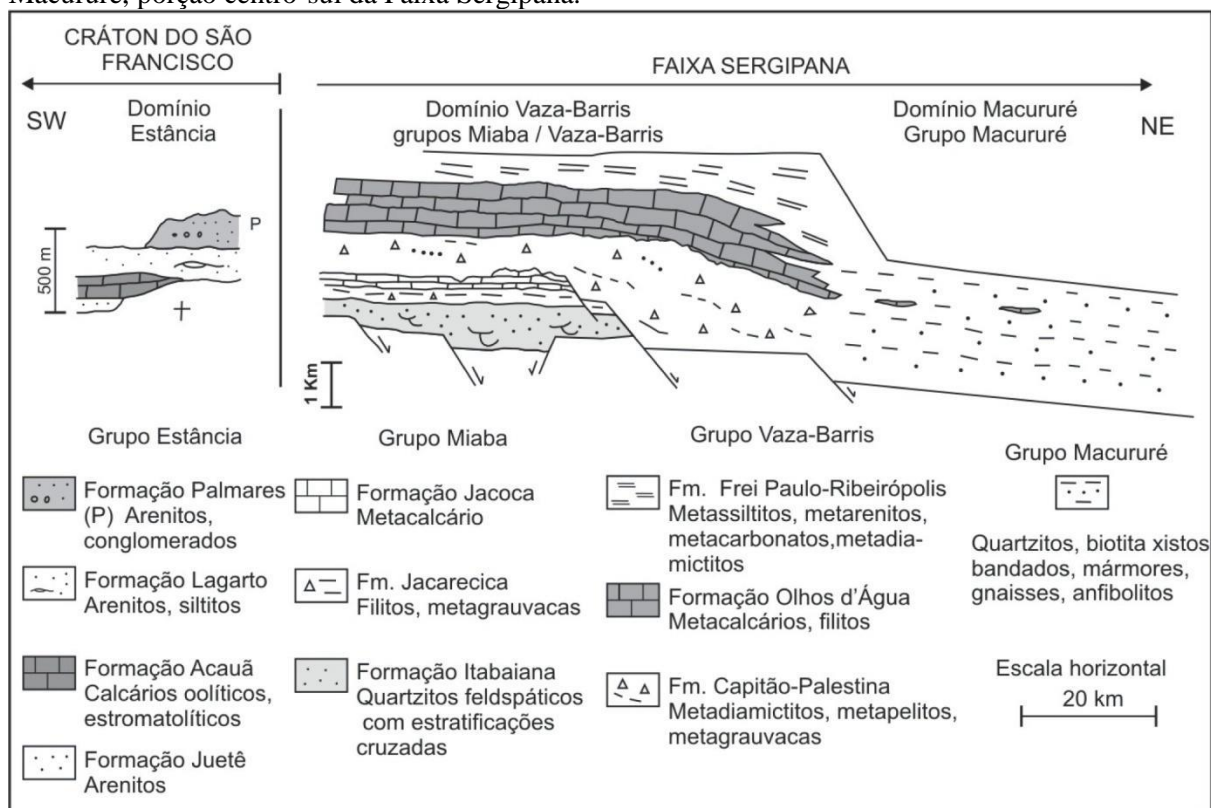 Macururé, porção centro-sul da Faixa Sergipana.
CRÁTON DO SÃO
FRANCISCO
FAIXA SERGIPANA
SW
Domínio
Estância
Domínio Vaza-Barris
grupos Miaba / Vaza-Barris
Domínio Macururé
Grupo Macururé
NE
P
500 m
1 Km
Grupo Estância
Formação Palmares
(P) Arenitos,
conglomerados
Formação Lagarto
Arenitos, siltitos
Formação Acauã
Calcários oolíticos,
estromatolíticos
Formação Juetê
Arenitos
Grupo Miaba
Formação Jacoca
Metacalcário
Fm. Jacarecica
Filitos, metagrauvacas
Formação Itabaiana
Quartzitos feldspáticos
com estratificações
cruzadas
Grupo Vaza-Barris
Fm. Frei Paulo-Ribeirópolis
Metassiltitos, metarenitos,
metacarbonatos,metadia-
mictitos
Formação Olhos d'Água
Metacalcários, filitos
Fm. Capitão-Palestina
Metadiamictitos, metapelitos,
metagrauvacas
Grupo Macururé
Quartzitos, biotita xistos
bandados, mármores,
gnaisses, anfibolitos
Escala horizontal
20 km